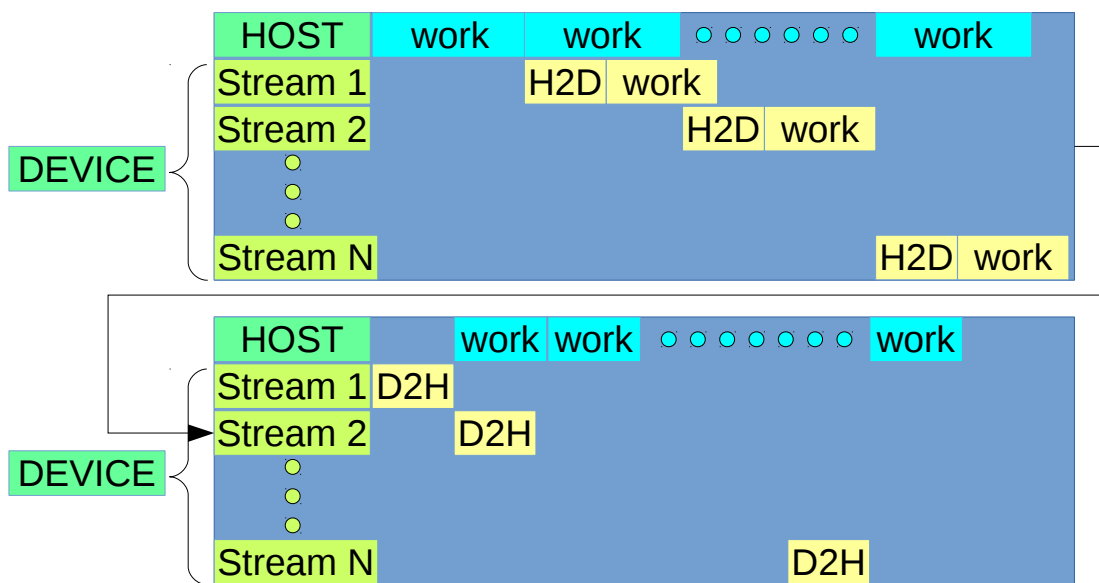 HOST work work work
Stream 1 H2D work
Stream 2 H2D work
DEVICE
Stream N H2D work
HOST work work work
Stream 1 D2H
Stream 2 D2H
DEVICE
Stream N D2H